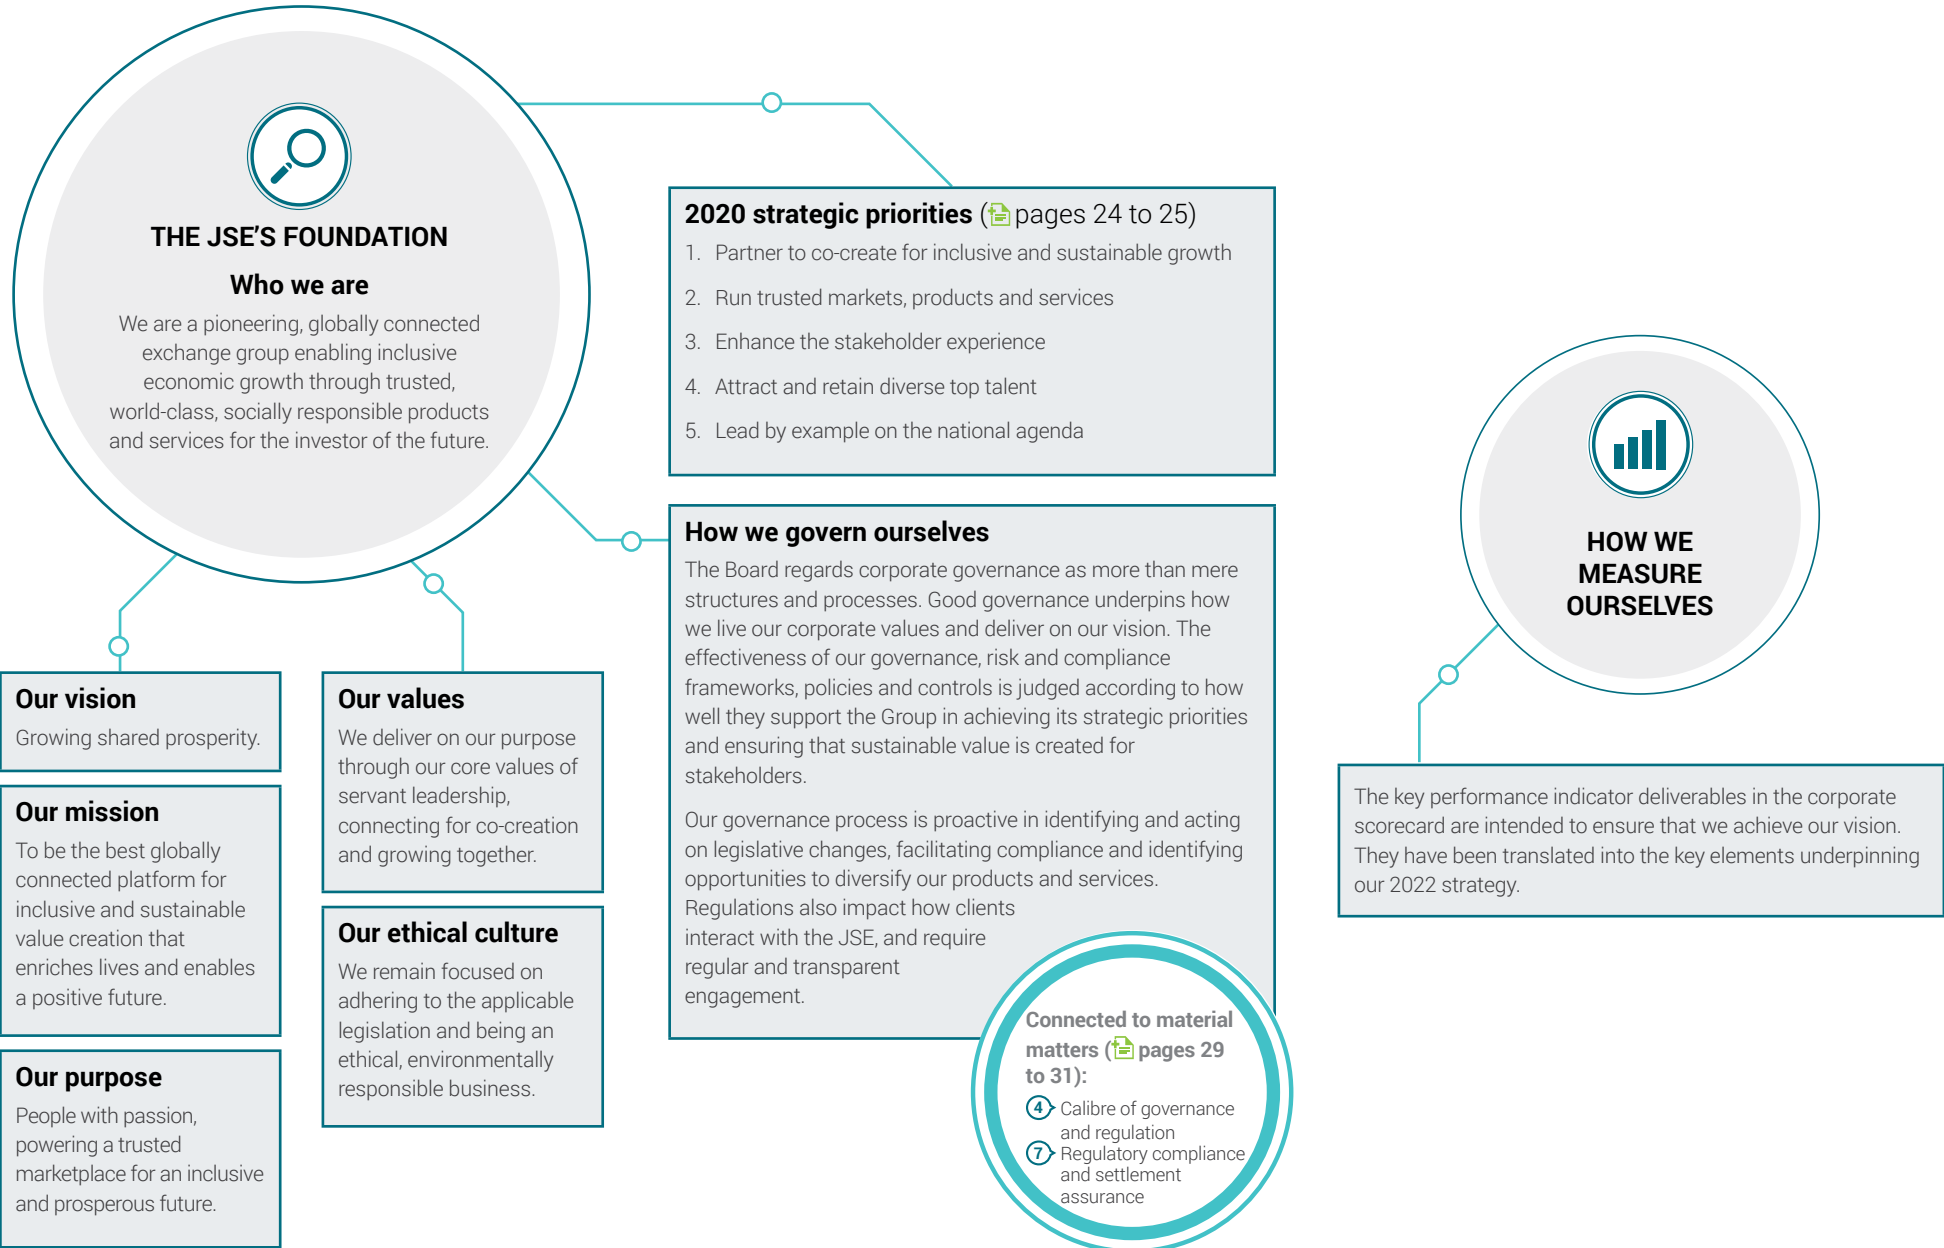 THE JSE'S FOUNDATION
Who we are
We are a pioneering, globally connected
exchange group enabling inclusive
economic growth through trusted,
world-class, socially responsible products
and services for the investor of the future.
Our vision
Growing shared prosperity.
Our mission
To be the best globally
connected platform for
inclusive and sustainable
value creation that
enriches lives and enables
a positive future.
Our purpose
People with passion,
powering a trusted
marketplace for an inclusive
and prosperous future.
Our values
We deliver on our purpose
through our core values of
servant leadership,
connecting for co-creation
and growing together.
Our ethical culture
We remain focused on
adhering to the applicable
legislation and being an
ethical, environmentally
responsible business.
2020 strategic priorities (pages 24 to 25)
1. Partner to co-create for inclusive and sustainable growth
2. Run trusted markets, products and services
3. Enhance the stakeholder experience
4. Attract and retain diverse top talent
5. Lead by example on the national agenda
How we govern ourselves
The Board regards corporate governance as more than mere
structures and processes. Good governance underpins how
we live our corporate values and deliver on our vision. The
effectiveness of our governance, risk and compliance
frameworks, policies and controls is judged according to how
well they support the Group in achieving its strategic priorities
and ensuring that sustainable value is created for
stakeholders.
Our governance process is proactive in identifying and acting
on legislative changes, facilitating compliance and identifying
opportunities to diversify our products and services.
Regulations also impact how clients
interact with the JSE, and require
regular and transparent
engagement.
Connected to material
matters (pages 29
to 31):
4 Calibre of governance
and regulation
7 Regulatory compliance
and settlement
assurance
HOW WE
MEASURE
OURSELVES
The key performance indicator deliverables in the corporate
scorecard are intended to ensure that we achieve our vision.
They have been translated into the key elements underpinning
our 2022 strategy.